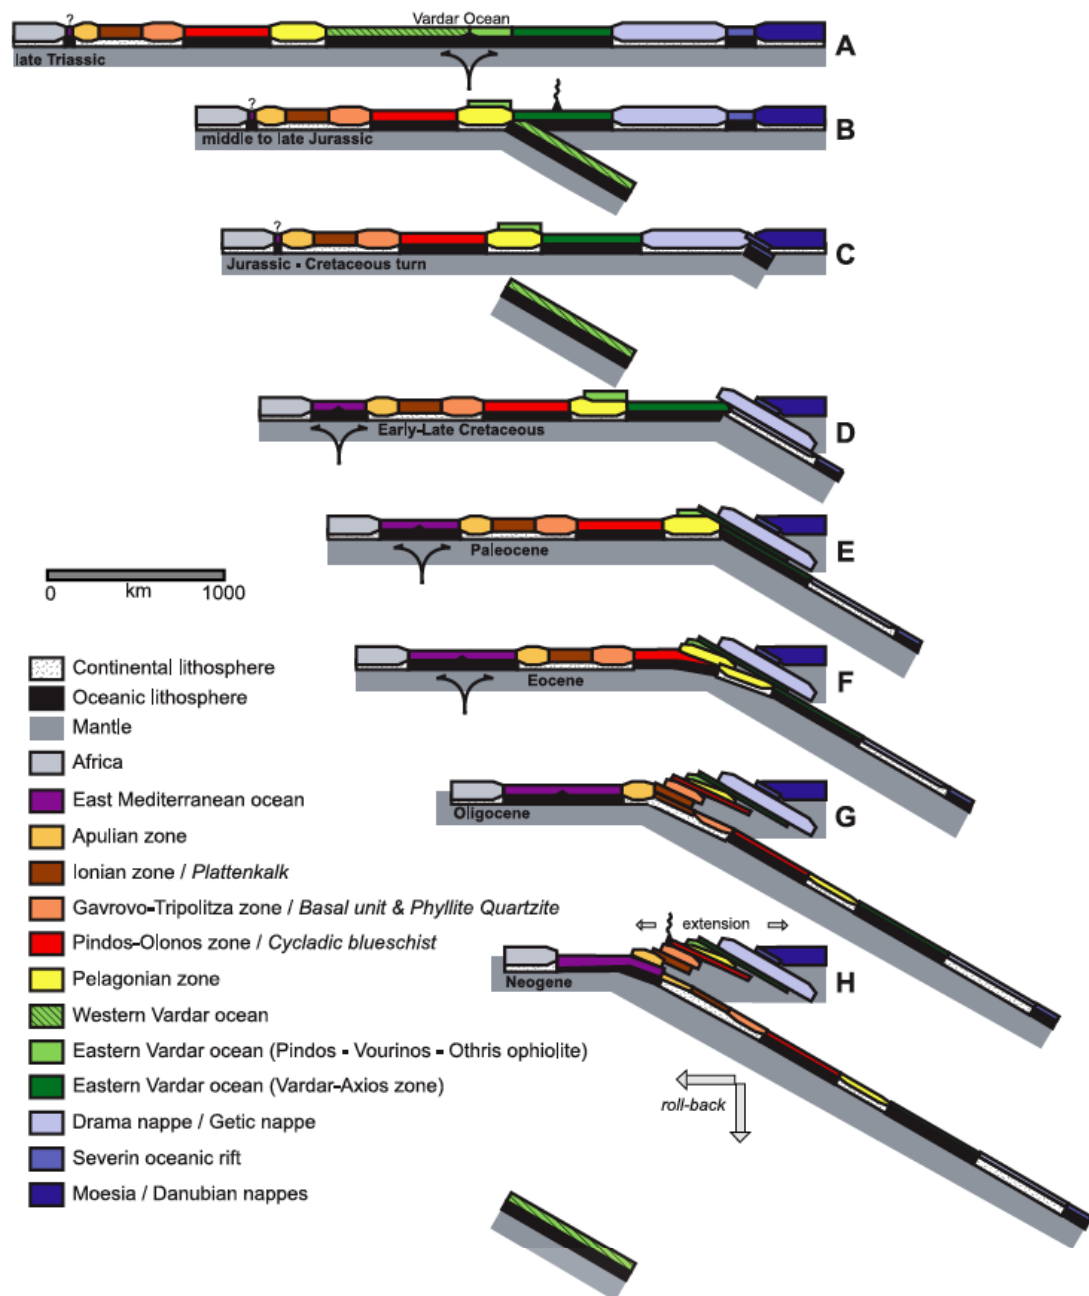 Vardar Ocean
?
late Triassic
A
?
middle to late Jurassic
B
?
Jurassic - Cretaceous turn
C
Early-Late Cretaceous
D
Paleocene
E
0 km 1000
Eocene
F
Oligocene
G
extension
Neogene
H
roll-back
Continental lithosphere
Oceanic lithosphere
Mantle
Africa
East Mediterranean ocean
Apulian zone
Ionian zone / Plattenkalk
Gavrovo-Tripolitza zone / Basal unit & Phyllite Quartzite
Pindos-Olonos zone / Cycladic blueschist
Pelagonian zone
Western Vardar ocean
Eastern Vardar ocean (Pindos - Vourinos - Othris ophiolite)
Eastern Vardar ocean (Vardar-Axios zone)
Drama nappe / Getic nappe
Severin oceanic rift
Moesia / Danubian nappes